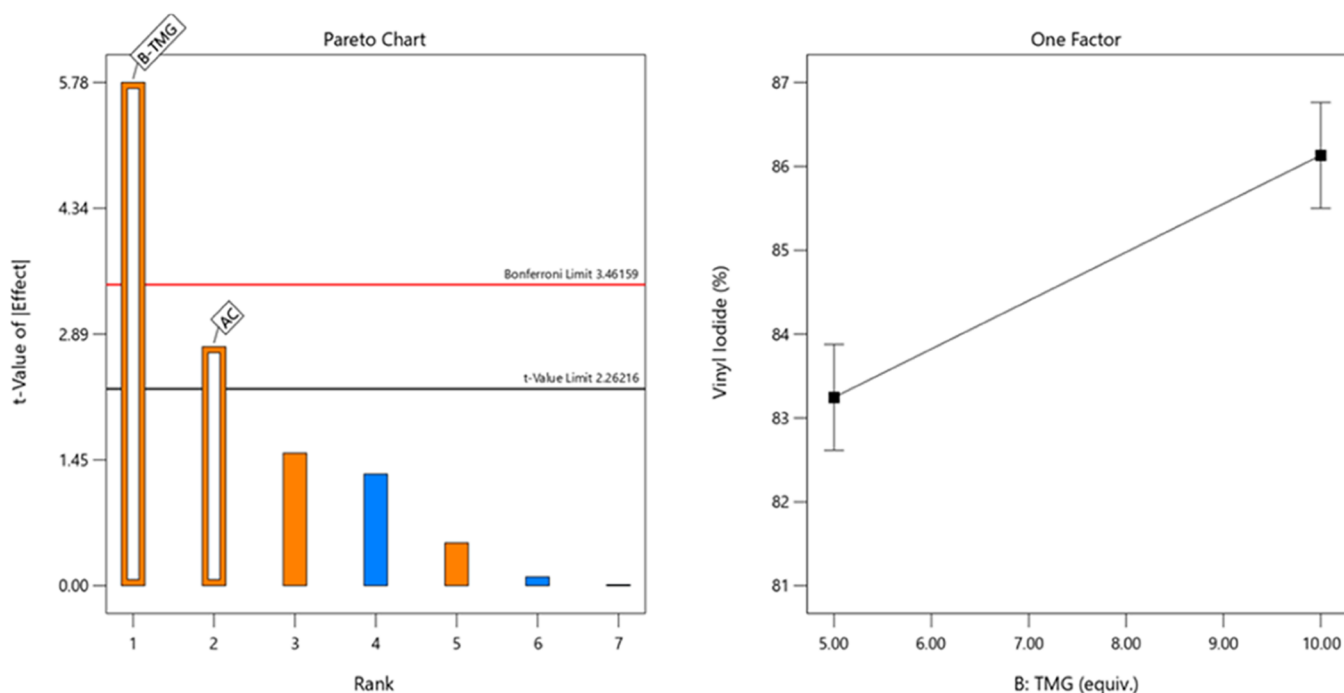 Pareto Chart
B-TMG
AC
5.78
4.34
2.89
1.45
0.00
Bonferroni Limit 3.46159
t-Value Limit 2.26216
1 2 3 4 5 6 7
Rank
t-Value of |Effect|
One Factor
87
86
85
84
83
82
81
5.00 6.00 7.00 8.00 9.00 10.00
B: TMG (equiv.)
Vinyl Iodide (%)